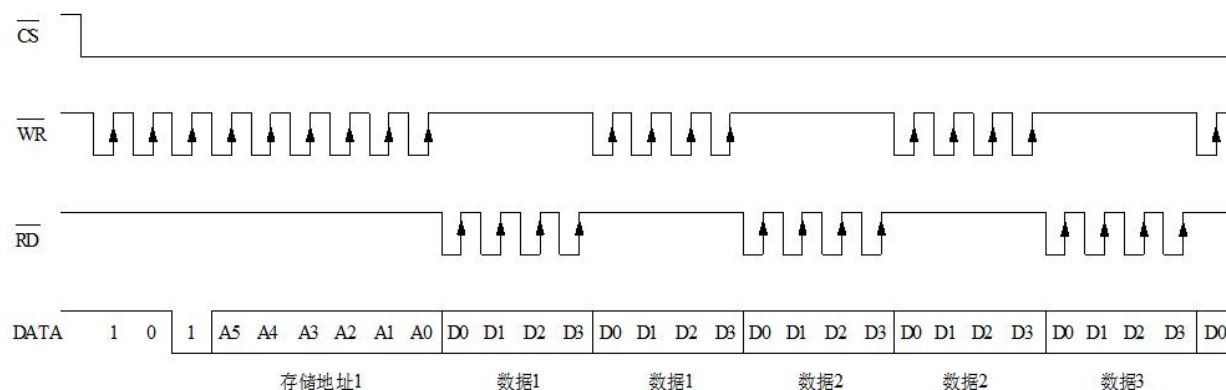 CS
WR
RD
DATA 1 0 1 A5 A4 A3 A2 A1 A0 D0 D1 D2 D3 D0 D1 D2 D3 D0 D1 D2 D3 D0 D1 D2 D3 D0 D1 D2 D3 D0
存储地址1 数据1 数据1 数据2 数据2 数据3